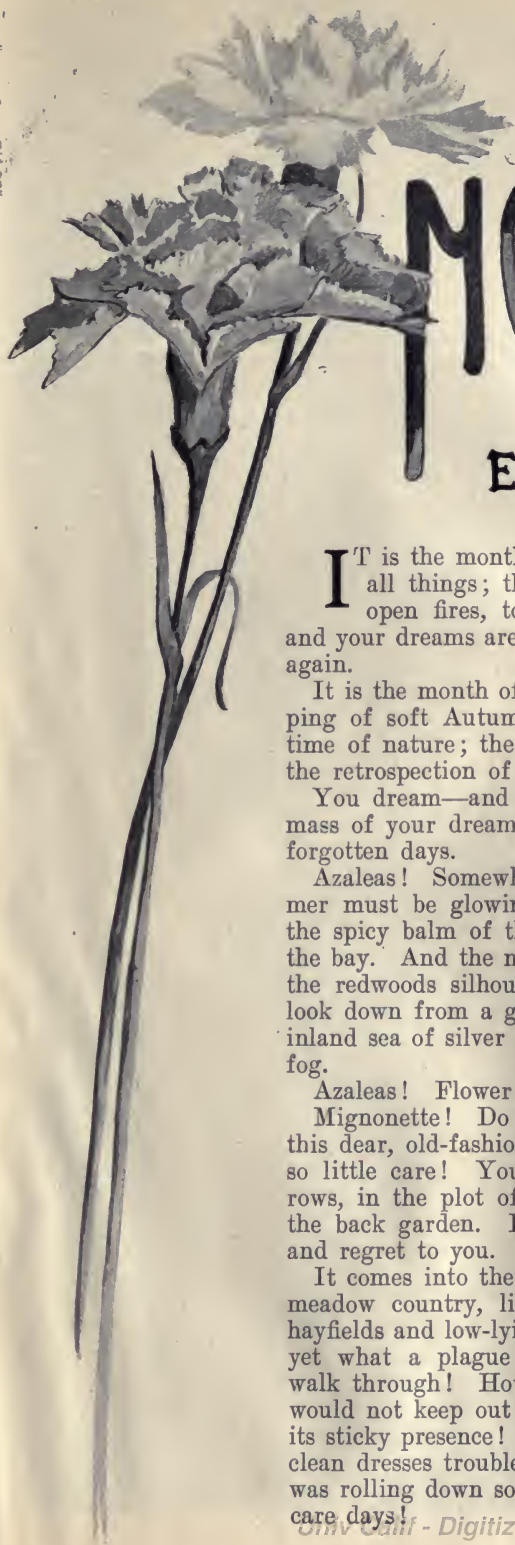 M
E
IT is the mont
all things; t
open fires, to
and your dreams are
again.
It is the month of
ping of soft Autum
time of nature; the
the retrospection of
You dream—and
mass of your dream
forgotten days.
Azaleas! Somew
mer must be glowi
the spicy balm of t
the bay. And the
the redwoods silhou
look down from a g
inland sea of silver
fog.
Azaleas! Flower
Mignonette! Do
this dear, old-fashio
so little care! You
rows, in the plot of
the back garden.
and regret to you.
It comes into the
meadow country, li
hayfields and low-lyi
yet what a plague
walk through! Ho
would not keep out
its sticky presence!
clean dresses trouble
was rolling down so
care days!
Univ Calif - Digitiz